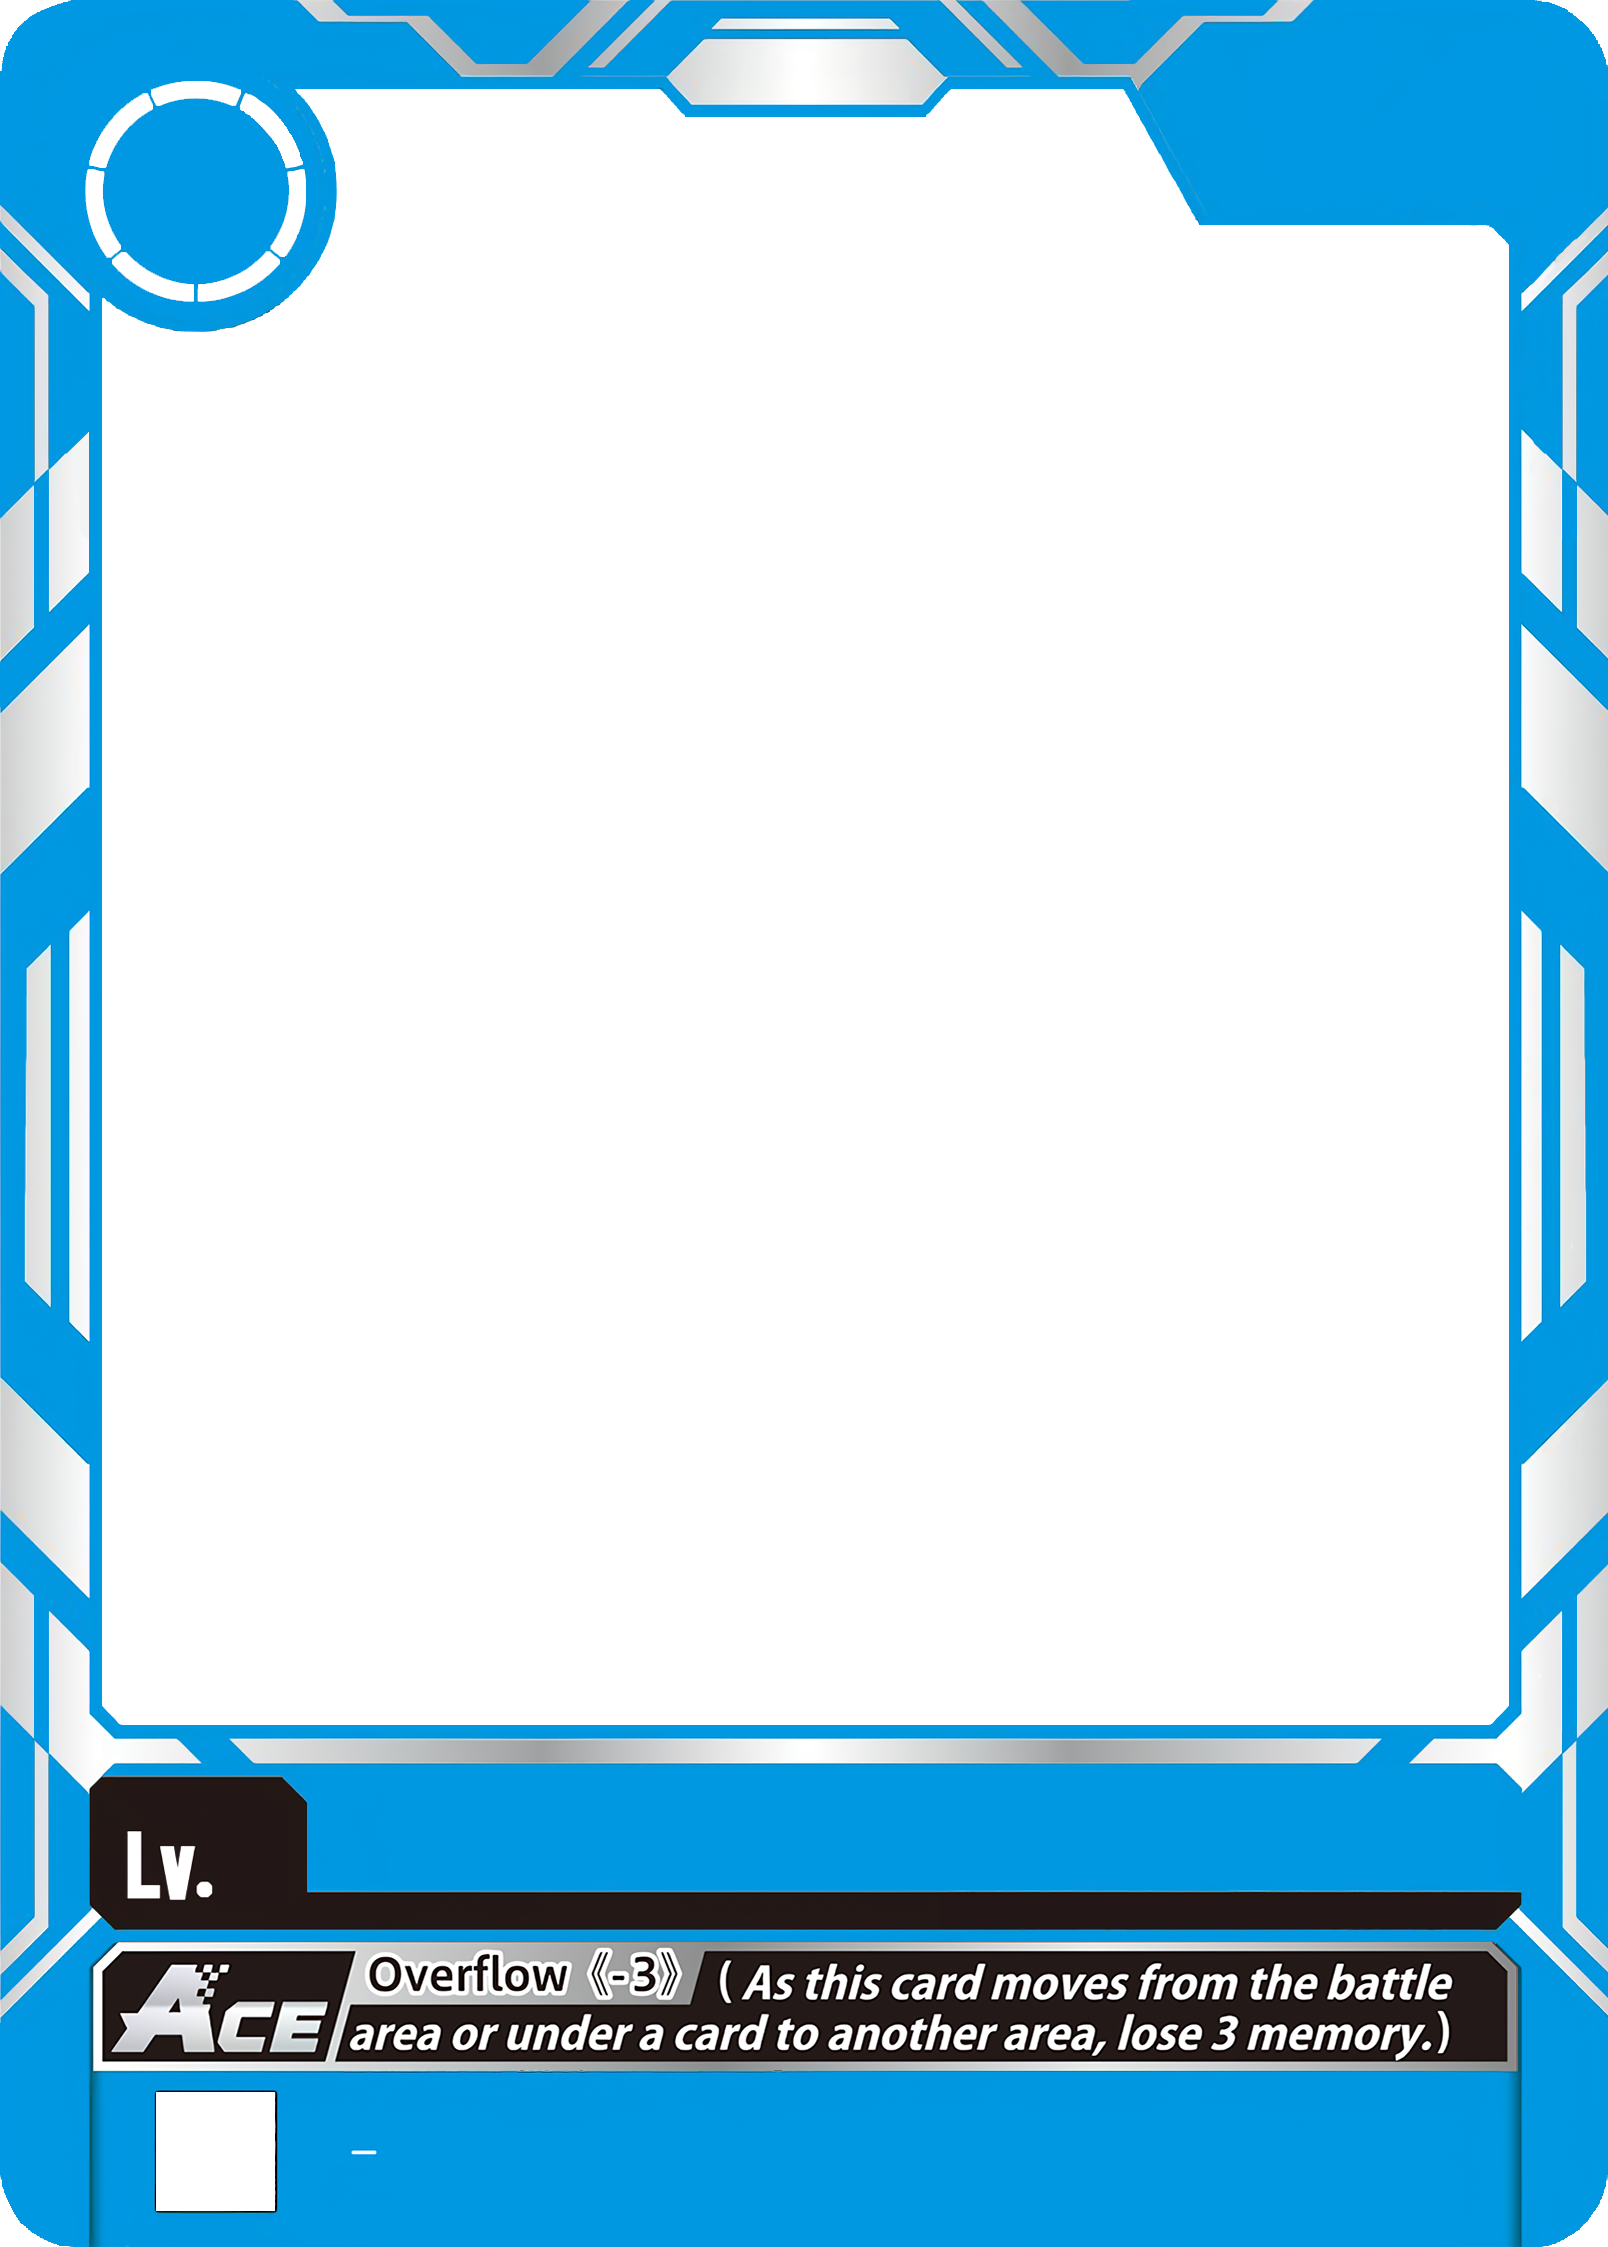 Lv.
ACE Overflow 《-3》 ( As this card moves from the battle
area or under a card to another area, lose 3 memory.)
–